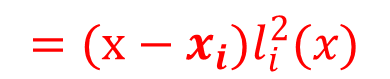 = (x − xᵢ)lᵢ²(x)